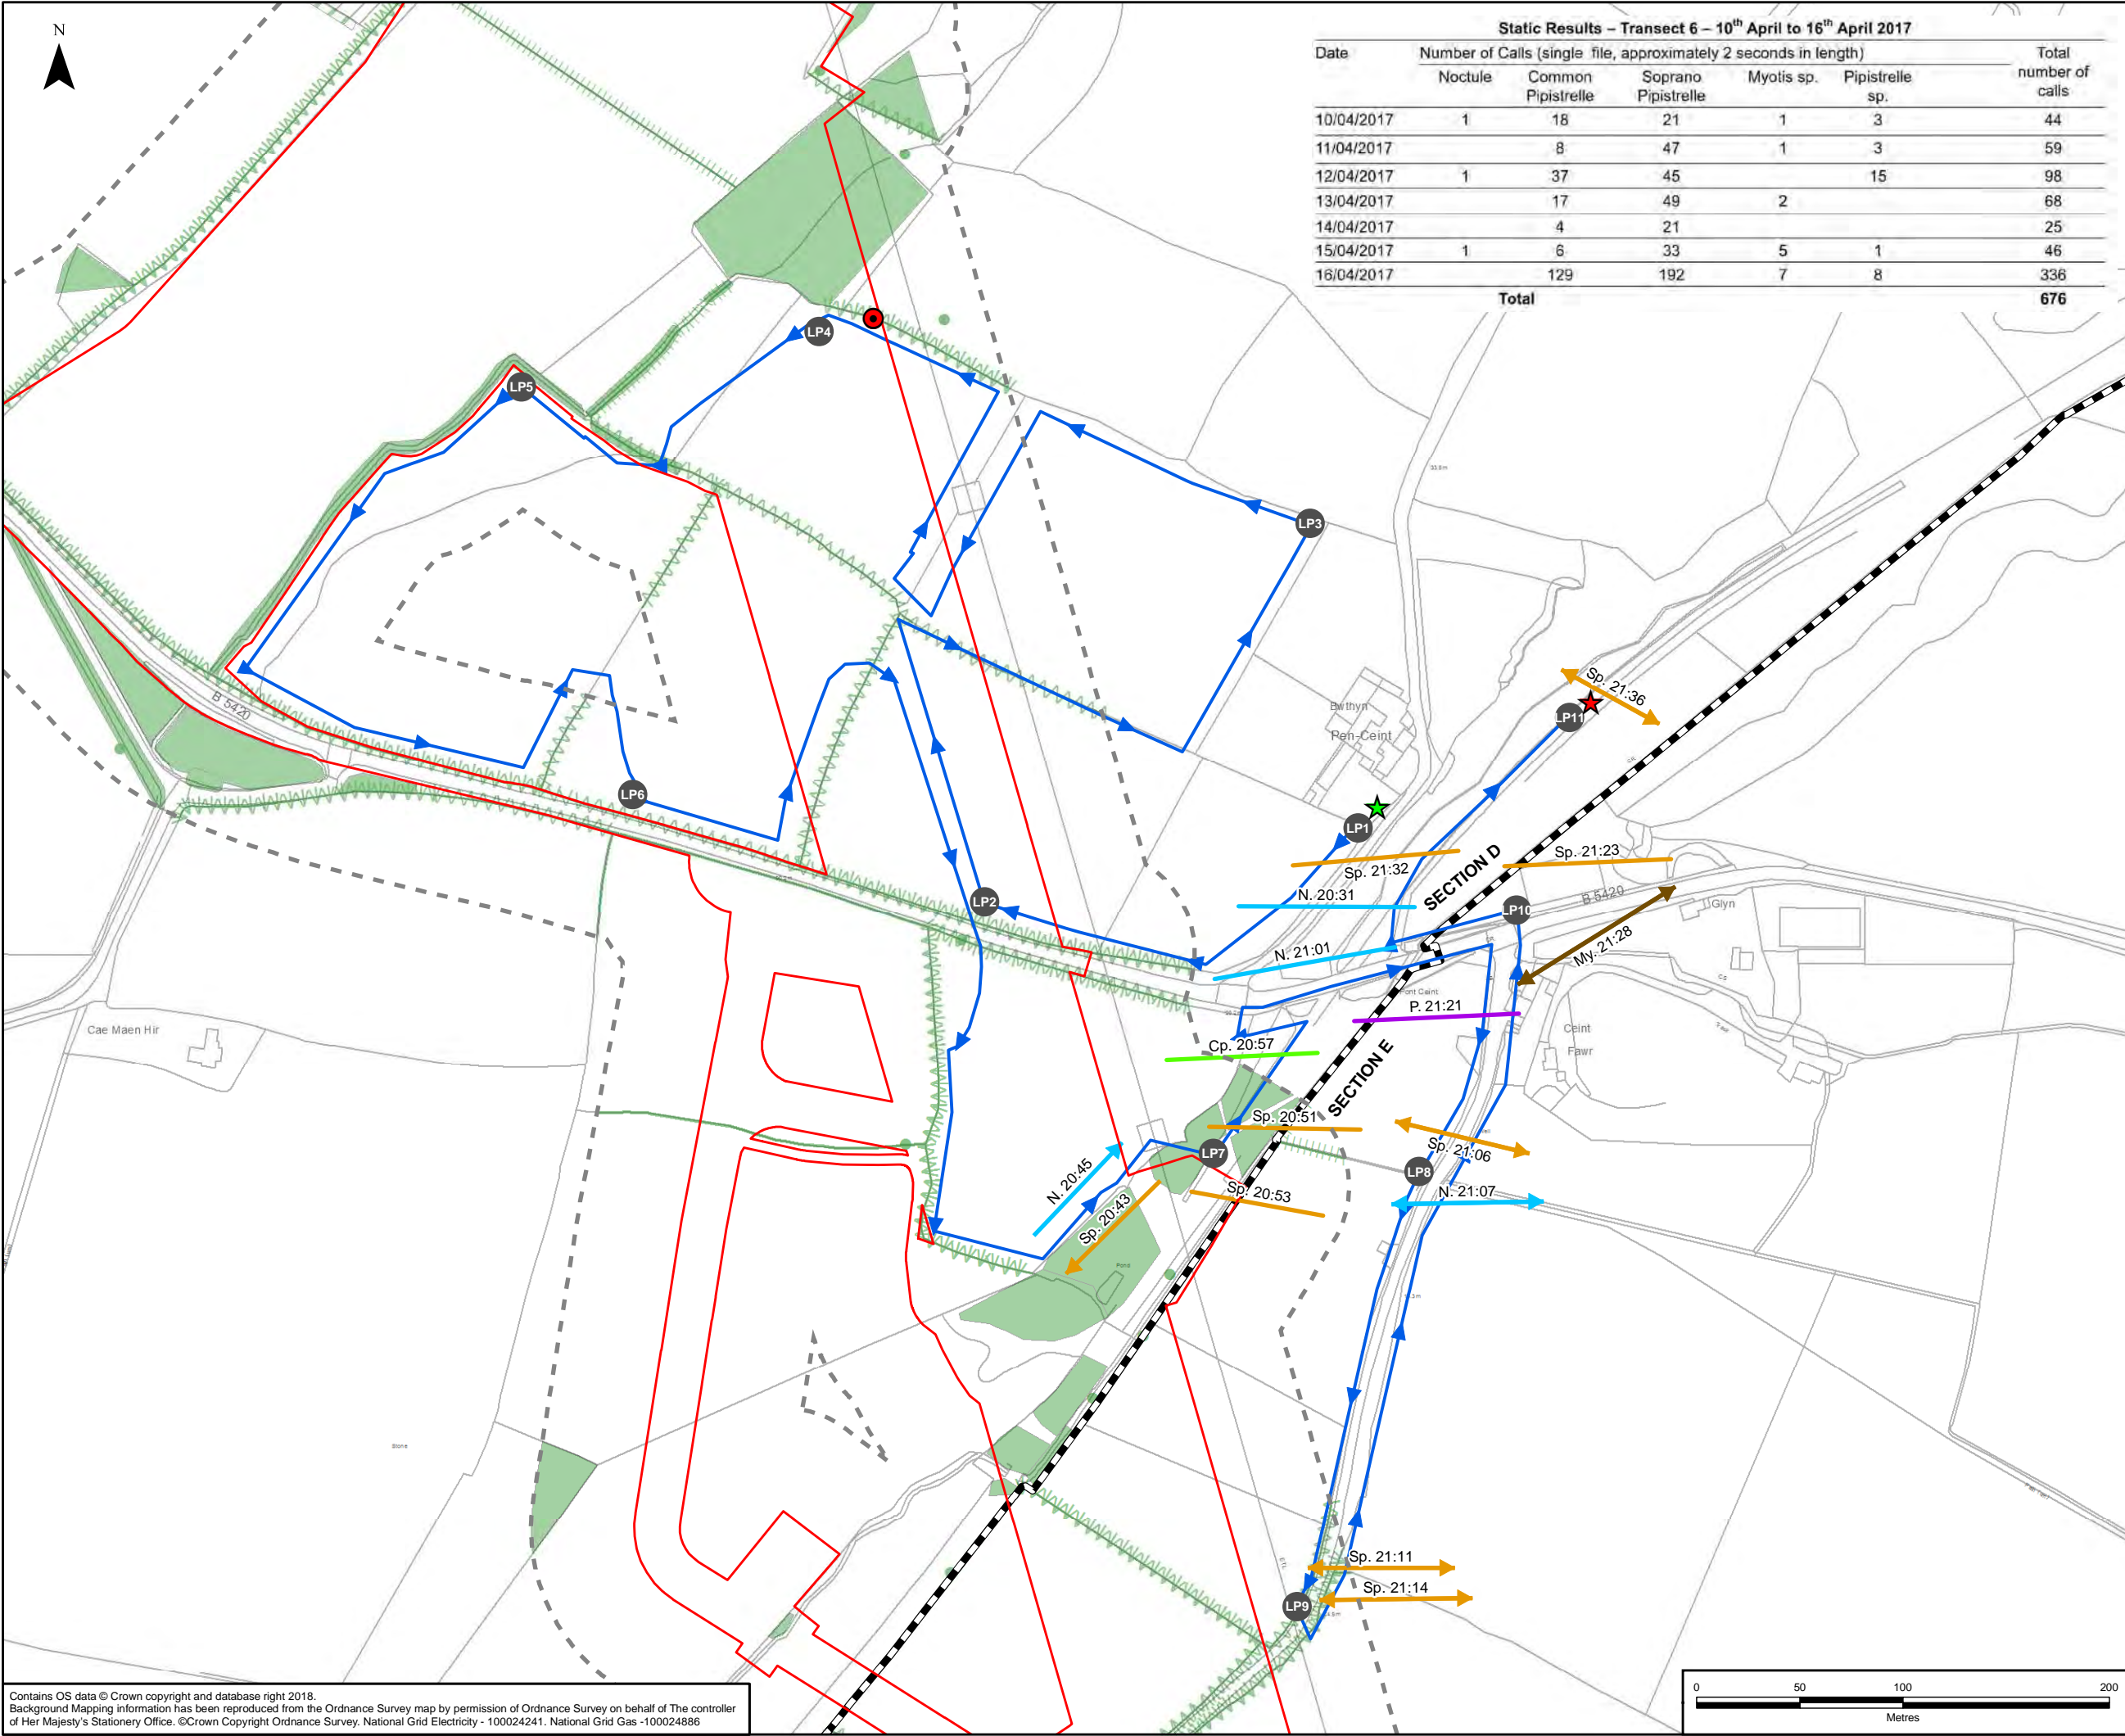 N
Static Results – Transect 6 – 10th April to 16th April 2017
Date Number of Calls (single file, approximately 2 seconds in length) Total number of calls
Noctule Common Pipistrelle Soprano Pipistrelle Myotis sp. Pipistrelle sp.
10/04/2017 1 18 21 1 3 44
11/04/2017 8 47 1 3 59
12/04/2017 1 37 45 15 98
13/04/2017 17 49 2 68
14/04/2017 4 21 25
15/04/2017 1 6 33 5 1 46
16/04/2017 129 192 7 8 336
Total 676
LP4
LP5
33.8m
LP3
Sp. 21:36
B 5420
Bwthyn
Pen-Ceint
LP11
LP6
LP1
Sp. 21:32
SECTION D
Sp. 21:23
N. 20:31
B 5420
LP2
LP10
Glyn
N. 21:01
My. 21:28
Pont Ceint
P. 21:21
Cae Maen Hir
Cp. 20:57
Ceint
Fawr
SECTION E
Sp. 20:51
LP7
Sp. 21:06
LP8
N. 20:45
Sp. 20:53
N. 21:07
Sp. 20:43
Pond
Stone
ETL
Sp. 21:11
Sp. 21:14
LP9
Contains OS data © Crown copyright and database right 2018.
Background Mapping information has been reproduced from the Ordnance Survey map by permission of Ordnance Survey on behalf of The controller
of Her Majesty's Stationery Office. ©Crown Copyright Ordnance Survey. National Grid Electricity - 100024241. National Grid Gas -100024886
0 50 100 200
Metres